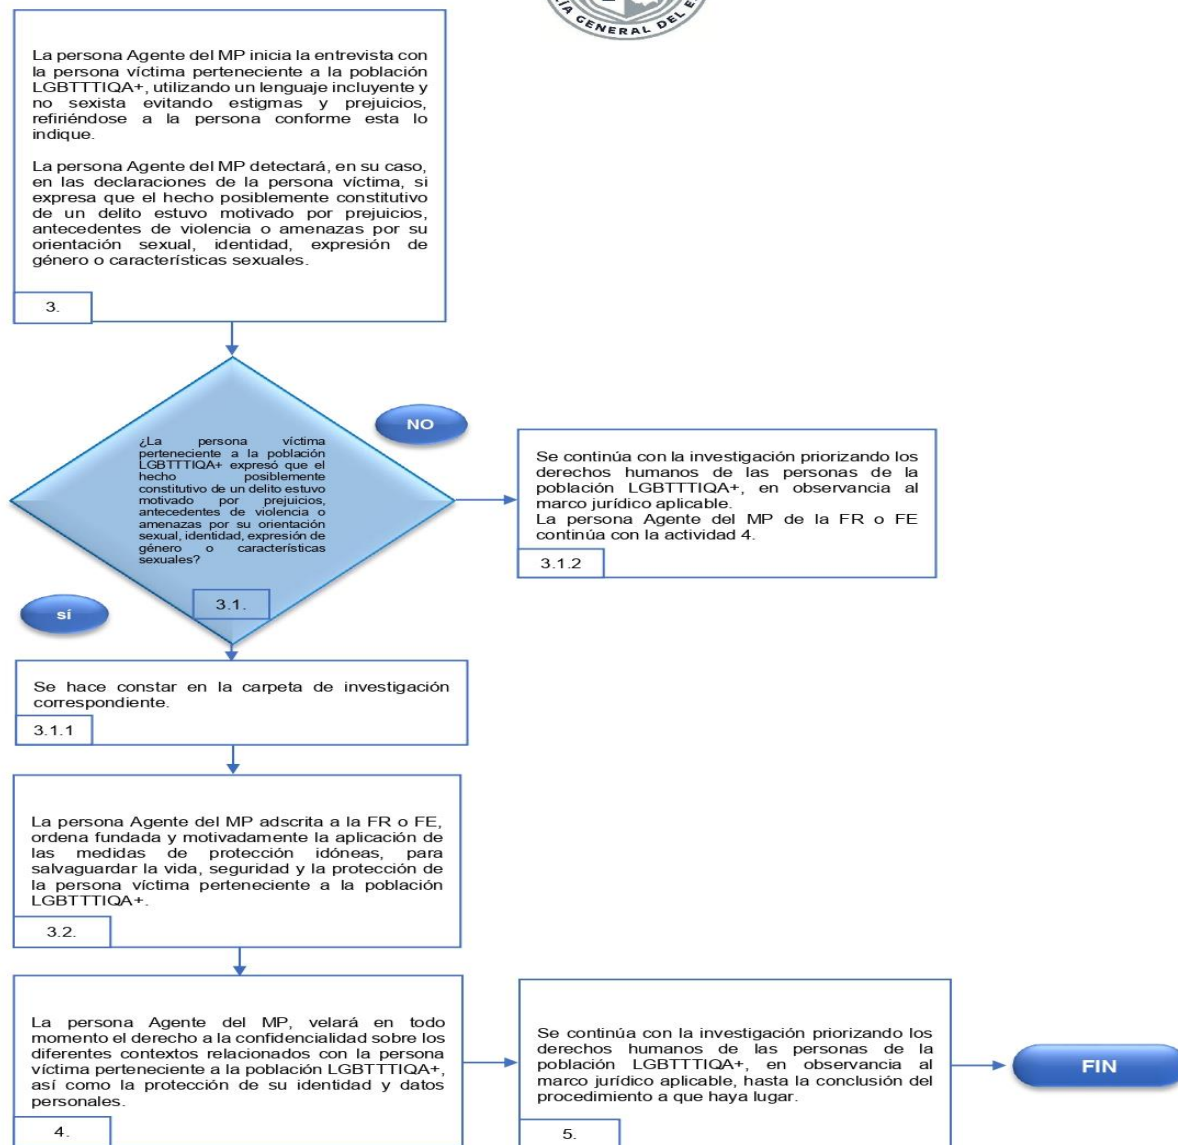 GENERAL DEL
La persona Agente del MP inicia la entrevista con
la persona víctima perteneciente a la población
LGBTTTIQA+, utilizando un lenguaje incluyente y
no sexista evitando estigmas y prejuicios,
refiriéndose a la persona conforme esta lo
indique.
La persona Agente del MP detectará, en su caso,
en las declaraciones de la persona víctima, si
expresa que el hecho posiblemente constitutivo
de un delito estuvo motivado por prejuicios,
antecedentes de violencia o amenazas por su
orientación sexual, identidad, expresión de
género o características sexuales.
3.
¿La persona víctima
perteneciente a la población
LGBTTTIQA+ expresó que el
hecho posiblemente
constitutivo de un delito estuvo
motivado por prejuicios,
antecedentes de violencia o
amenazas por su orientación
sexual, identidad, expresión de
género o características
sexuales?
3.1.
NO
Se continúa con la investigación priorizando los
derechos humanos de las personas de la
población LGBTTTIQA+, en observancia al
marco jurídico aplicable.
La persona Agente del MP de la FR o FE
continúa con la actividad 4.
3.1.2
sí
Se hace constar en la carpeta de investigación
correspondiente.
3.1.1
La persona Agente del MP adscrita a la FR o FE,
ordena fundada y motivadamente la aplicación de
las medidas de protección idóneas, para
salvaguardar la vida, seguridad y la protección de
la persona víctima perteneciente a la población
LGBTTTIQA+.
3.2.
La persona Agente del MP, velará en todo
momento el derecho a la confidencialidad sobre los
diferentes contextos relacionados con la persona
víctima perteneciente a la población LGBTTTIQA+,
así como la protección de su identidad y datos
personales.
4.
Se continúa con la investigación priorizando los
derechos humanos de las personas de la
población LGBTTTIQA+, en observancia al
marco jurídico aplicable, hasta la conclusión del
procedimiento a que haya lugar.
5.
FIN